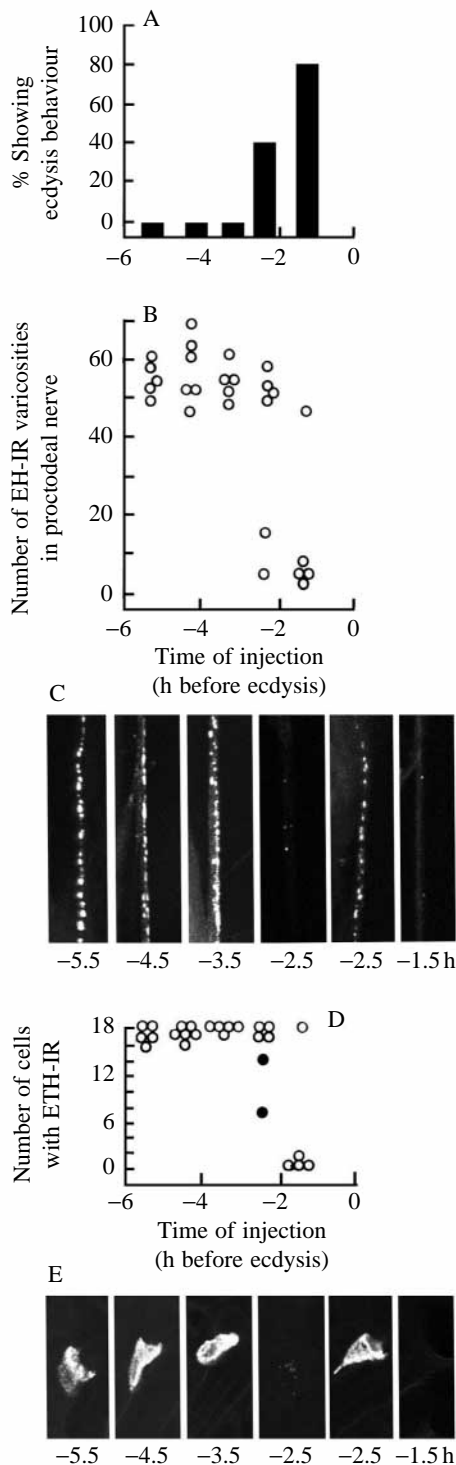 A
% Showing
ecdysis behaviour
100
80
60
40
20
0
−6 −4 −2 0
B
Number of EH-IR varicosities
in proctodeal nerve
60
40
20
0
−6 −4 −2 0
Time of injection
(h before ecdysis)
C
−5.5 −4.5 −3.5 −2.5 −2.5 −1.5 h
D
Number of cells
with ETH-IR
18
12
6
0
−6 −4 −2 0
Time of injection
(h before ecdysis)
E
−5.5 −4.5 −3.5 −2.5 −2.5 −1.5 h